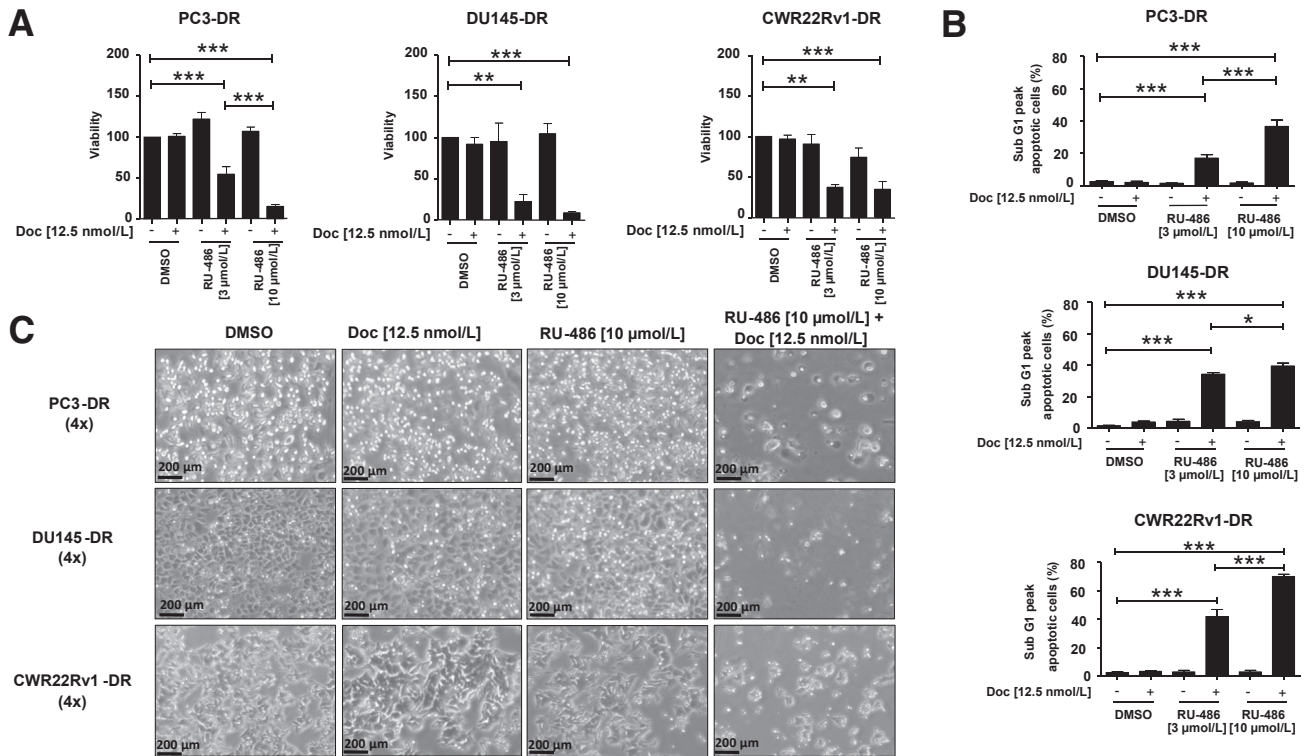 A
PC3-DR
Viability
200
150
100
50
0
***
***
***
Doc [12.5 nmol/L]
- + - + - +
DMSO
RU-486
[3 µmol/L]
RU-486
[10 µmol/L]
DU145-DR
Viability
200
150
100
50
0
***
**
Doc [12.5 nmol/L]
- + - + - +
DMSO
RU-486
[3 µmol/L]
RU-486
[10 µmol/L]
CWR22Rv1-DR
Viability
200
150
100
50
0
***
**
Doc [12.5 nmol/L]
- + - + - +
DMSO
RU-486
[3 µmol/L]
RU-486
[10 µmol/L]
B
PC3-DR
Sub G1 peak
apoptotic cells (%)
80
60
40
20
0
***
***
***
Doc [12.5 nmol/L]
- + - + - +
DMSO
RU-486
[3 µmol/L]
RU-486
[10 µmol/L]
DU145-DR
Sub G1 peak
apoptotic cells (%)
80
60
40
20
0
***
*
***
Doc [12.5 nmol/L]
- + - + - +
DMSO
RU-486
[3 µmol/L]
RU-486
[10 µmol/L]
CWR22Rv1-DR
Sub G1 peak
apoptotic cells (%)
80
60
40
20
0
***
***
***
Doc [12.5 nmol/L]
- + - + - +
DMSO
RU-486
[3 µmol/L]
RU-486
[10 µmol/L]
C
DMSO
Doc [12.5 nmol/L]
RU-486 [10 µmol/L]
RU-486 [10 µmol/L] +
Doc [12.5 nmol/L]
PC3-DR
(4x)
200 µm
200 µm
200 µm
200 µm
DU145-DR
(4x)
200 µm
200 µm
200 µm
200 µm
CWR22Rv1-DR
(4x)
200 µm
200 µm
200 µm
200 µm